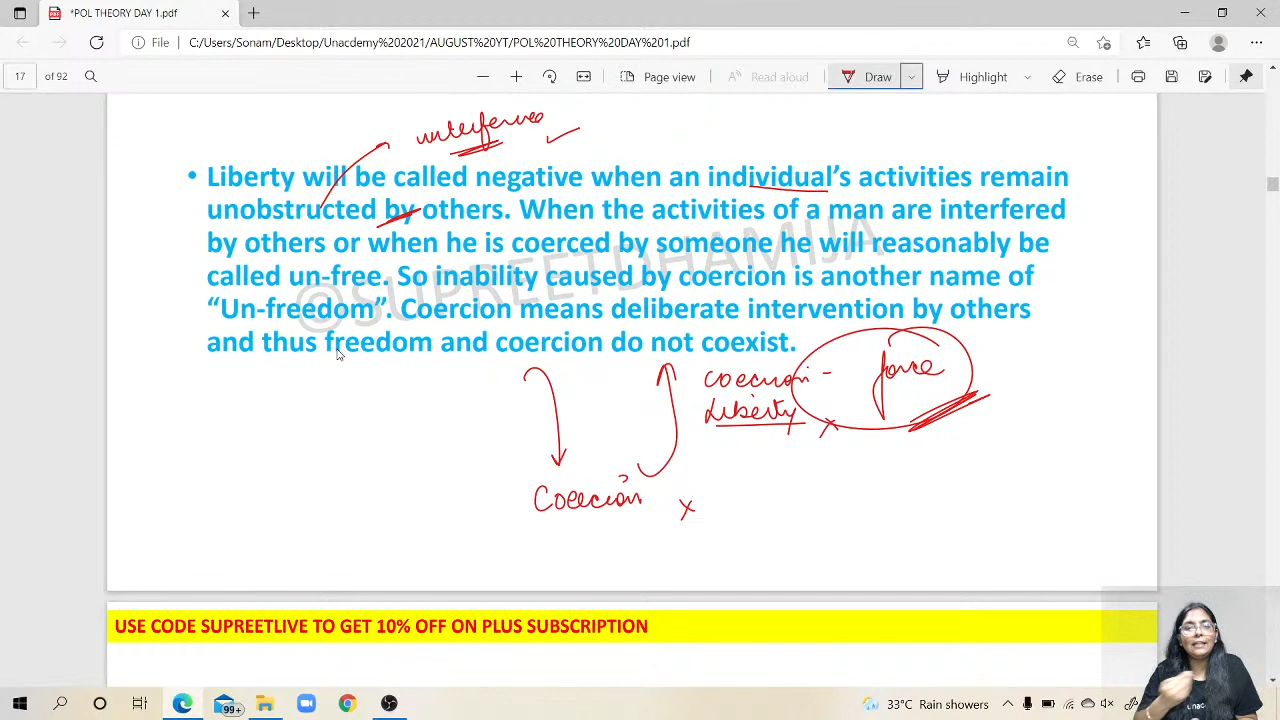 *POL THEORY DAY 1.pdf
File C:/Users/Sonam/Desktop/Unacdemy%202021/AUGUST%20YT/POL%20THEORY%20DAY%201.pdf
17 of 92 Page view Read aloud Draw Highlight Erase
interfernee
• Liberty will be called negative when an individual's activities remain
unobstructed by others. When the activities of a man are interfered
by others or when he is coerced by someone he will reasonably be
called un-free. So inability caused by coercion is another name of
“Un-freedom”. Coercion means deliberate intervention by others
and thus freedom and coercion do not coexist.
©SUPREETDHAMIJA
Coecrion - force
Liberty x
Coercion x
USE CODE SUPREETLIVE TO GET 10% OFF ON PLUS SUBSCRIPTION
99+ 33°C Rain showers